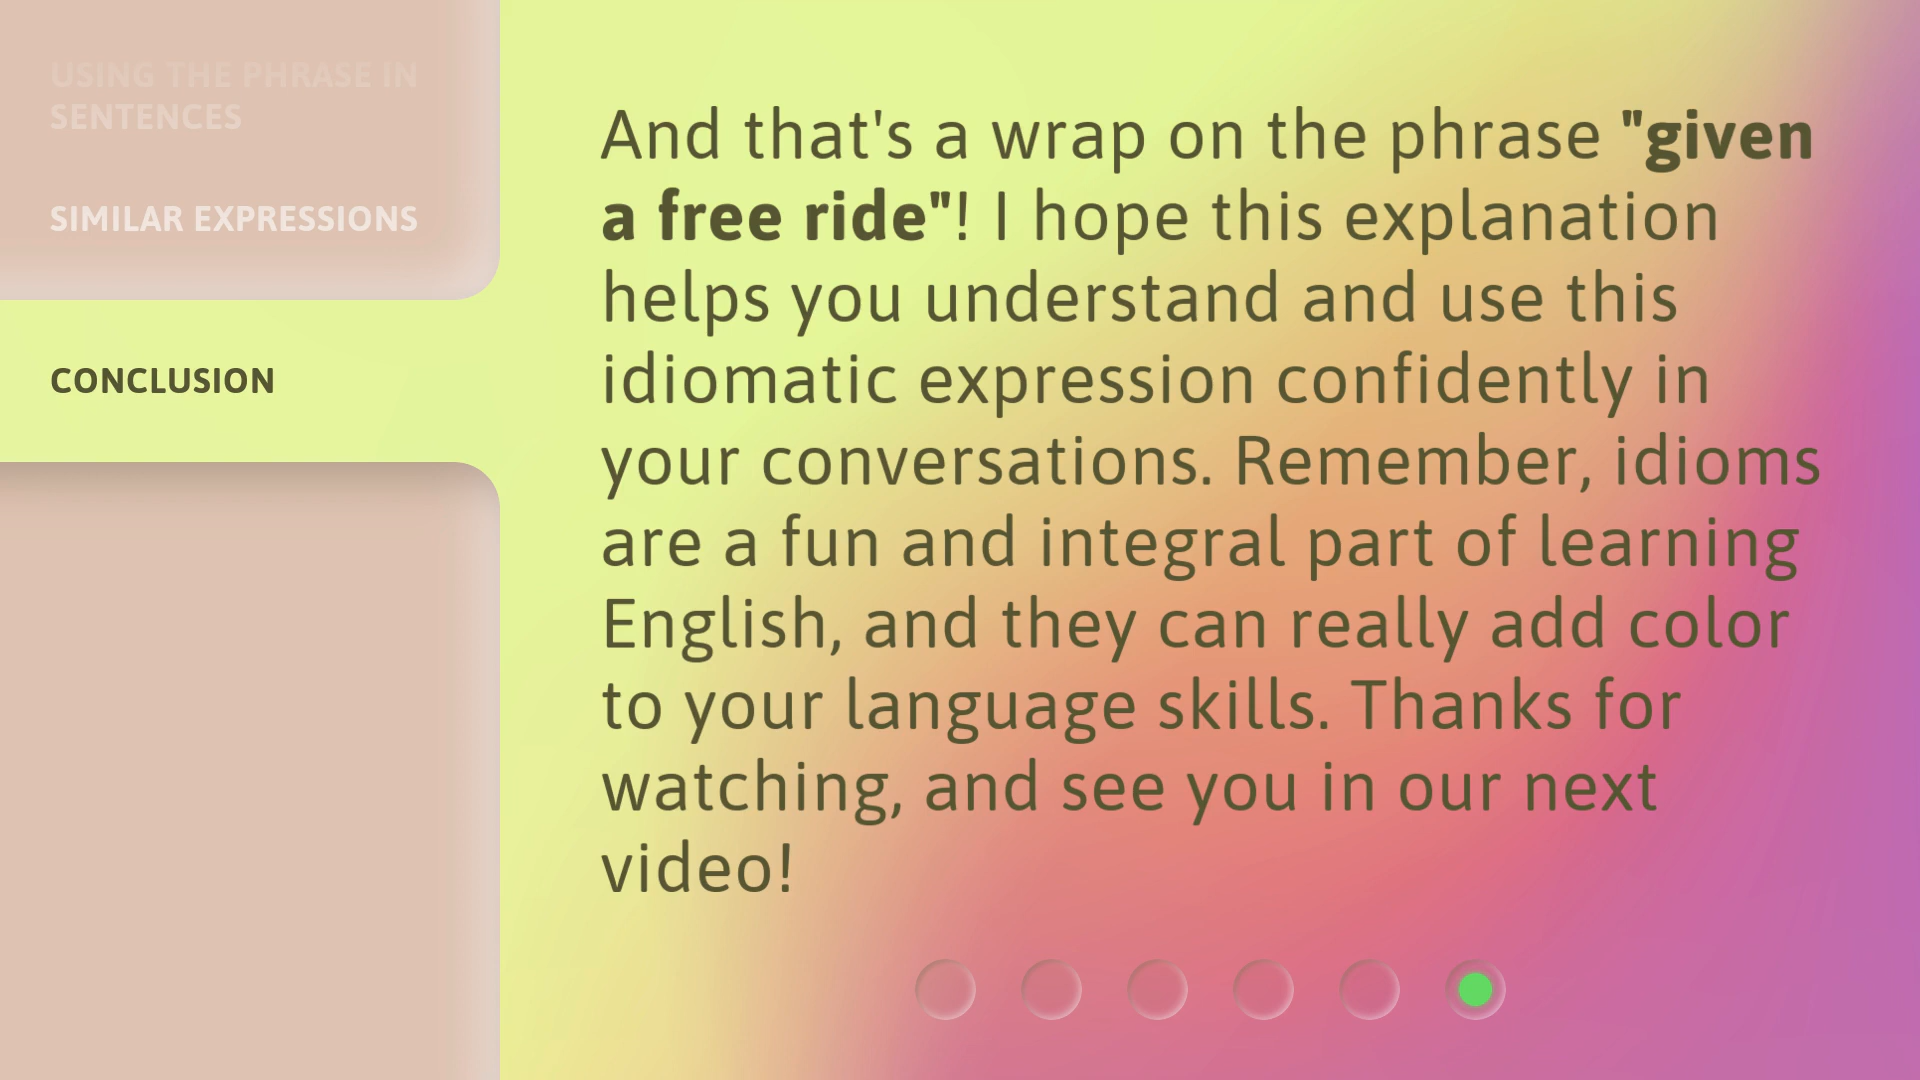 USING THE PHRASE IN
SENTENCES
SIMILAR EXPRESSIONS
CONCLUSION
And that's a wrap on the phrase "given
a free ride"! I hope this explanation
helps you understand and use this
idiomatic expression confidently in
your conversations. Remember, idioms
are a fun and integral part of learning
English, and they can really add color
to your language skills. Thanks for
watching, and see you in our next
video!